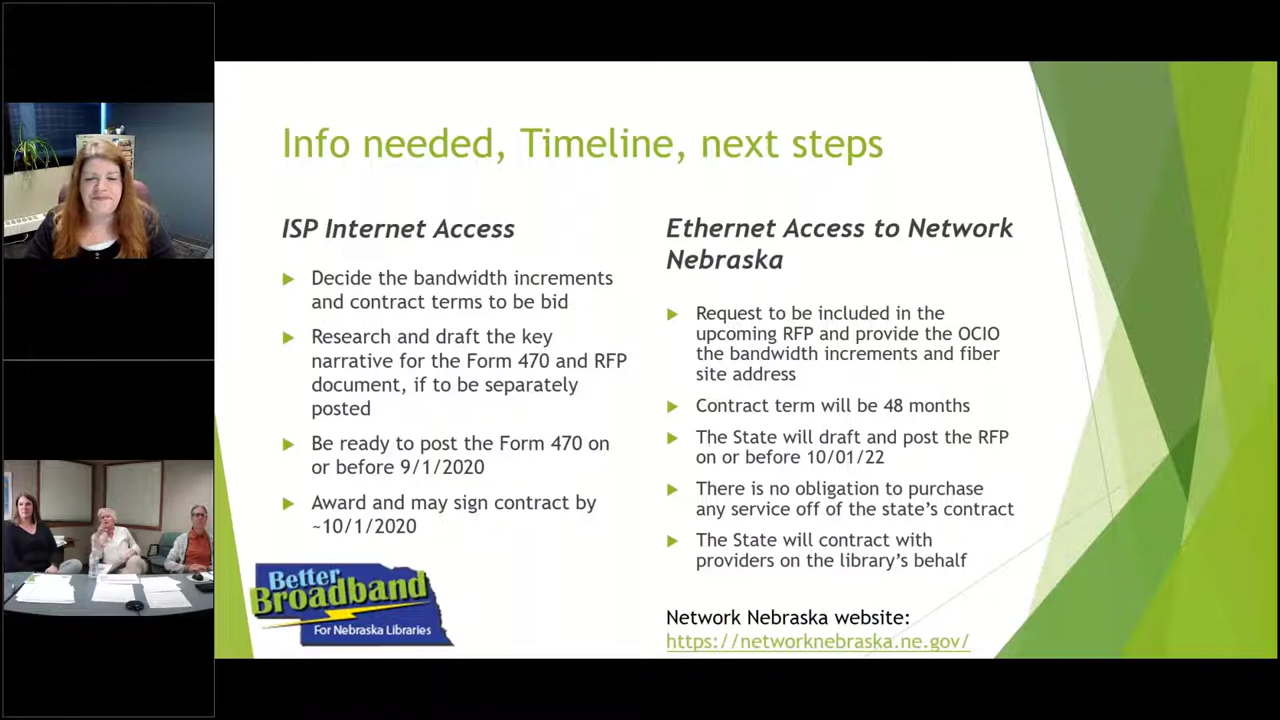 Info needed, Timeline, next steps
ISP Internet Access
Decide the bandwidth increments
and contract terms to be bid
Research and draft the key
narrative for the Form 470 and RFP
document, if to be separately
posted
Be ready to post the Form 470 on
or before 9/1/2020
Award and may sign contract by
~10/1/2020
Better
Broadband
For Nebraska Libraries
Ethernet Access to Network
Nebraska
Request to be included in the
upcoming RFP and provide the OCIO
the bandwidth increments and fiber
site address
Contract term will be 48 months
The State will draft and post the RFP
on or before 10/01/22
There is no obligation to purchase
any service off of the state’s contract
The State will contract with
providers on the library’s behalf
Network Nebraska website:
https://networknebraska.ne.gov/